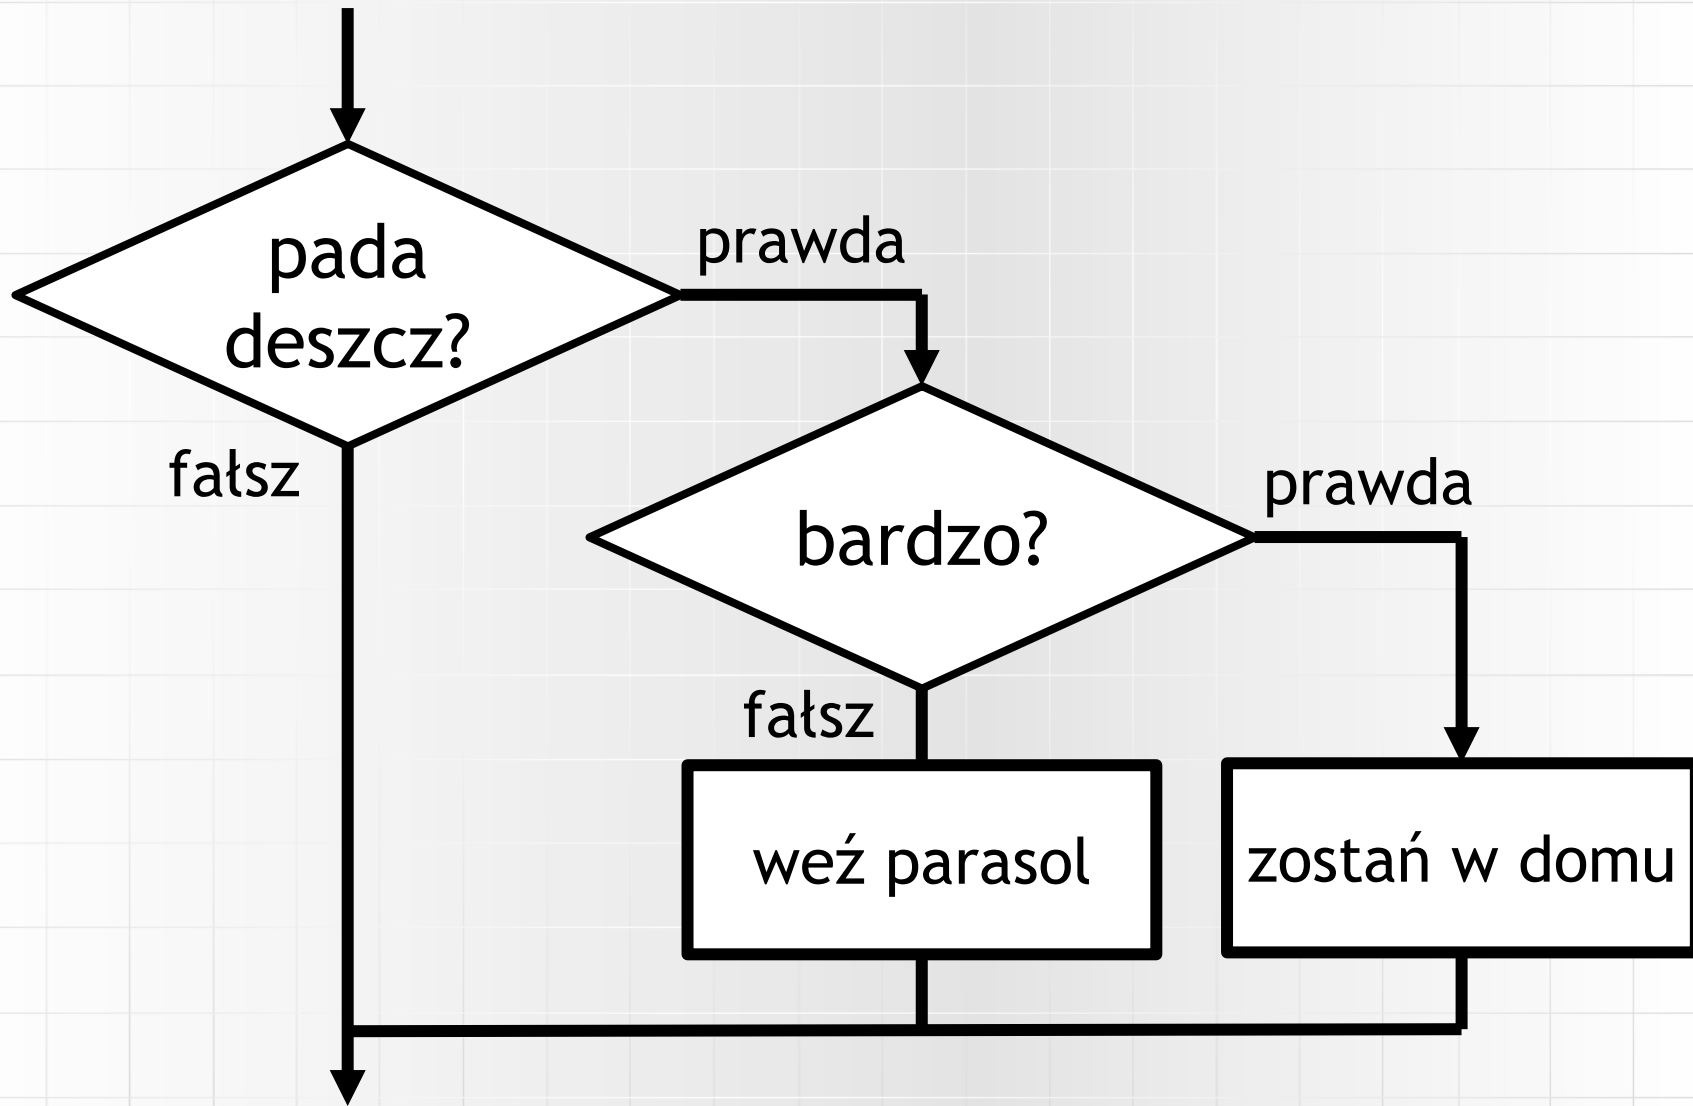 pada
deszcz?
prawda
fałsz
bardzo?
prawda
fałsz
weź parasol
zostań w domu